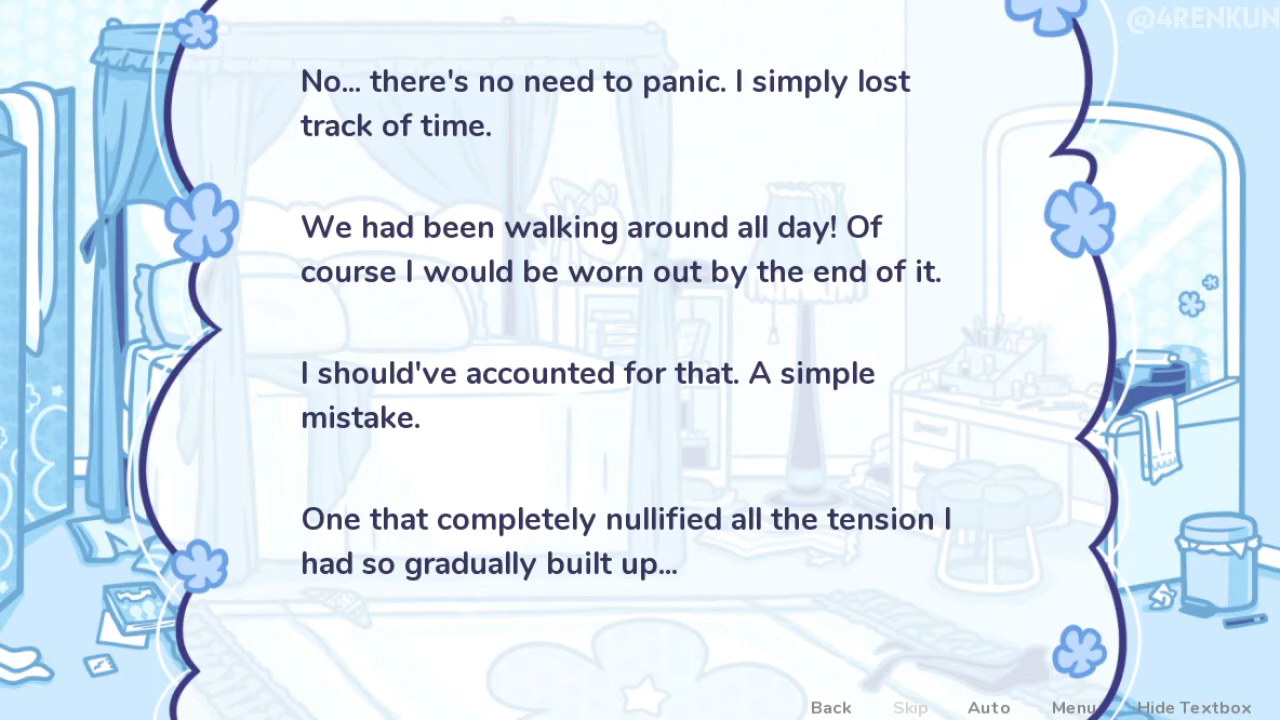 @4RENKUN
No... there's no need to panic. I simply lost
track of time.
We had been walking around all day! Of
course I would be worn out by the end of it.
I should've accounted for that. A simple
mistake.
One that completely nullified all the tension I
had so gradually built up...
Back Skip Auto Menu Hide Textbox